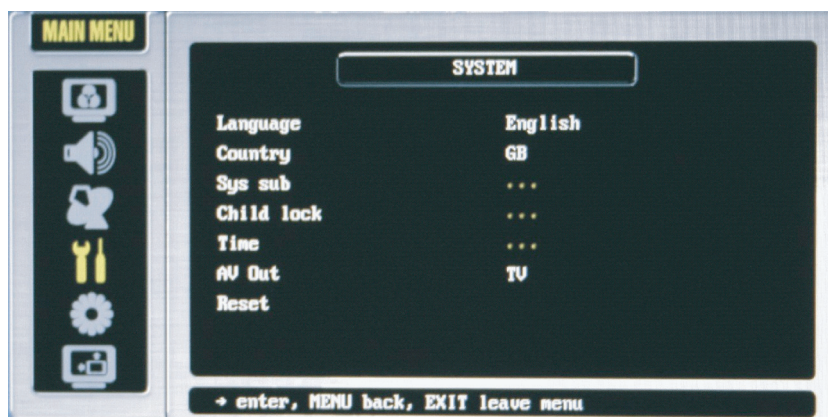 MAIN MENU
SYSTEM
Language English
Country GB
Sys sub ...
Child lock ...
Time ...
AV Out TV
Reset
→ enter, MENU back, EXIT leave menu